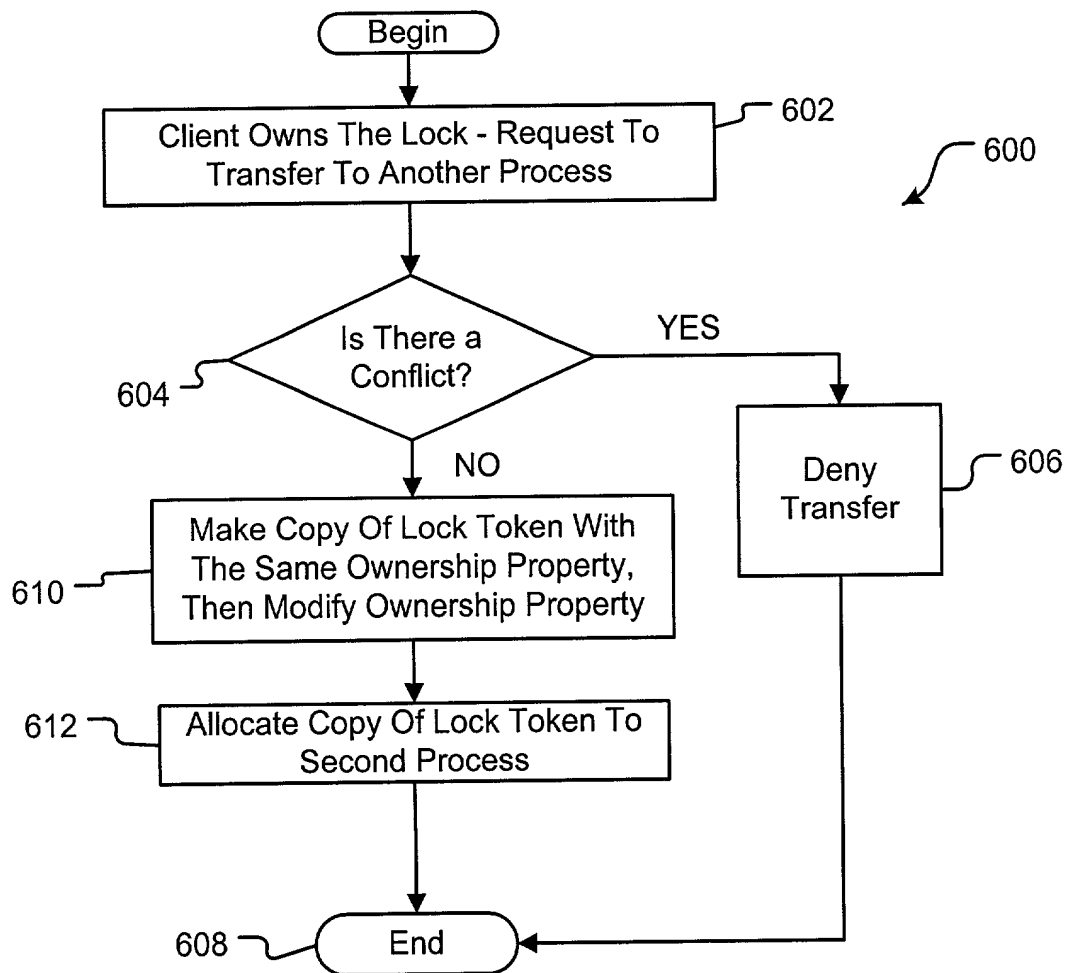 Begin
Client Owns The Lock - Request To
Transfer To Another Process
602
600
Is There a
Conflict?
YES
604
NO
Deny
Transfer
606
Make Copy Of Lock Token With
The Same Ownership Property,
Then Modify Ownership Property
610
612
Allocate Copy Of Lock Token To
Second Process
608
End